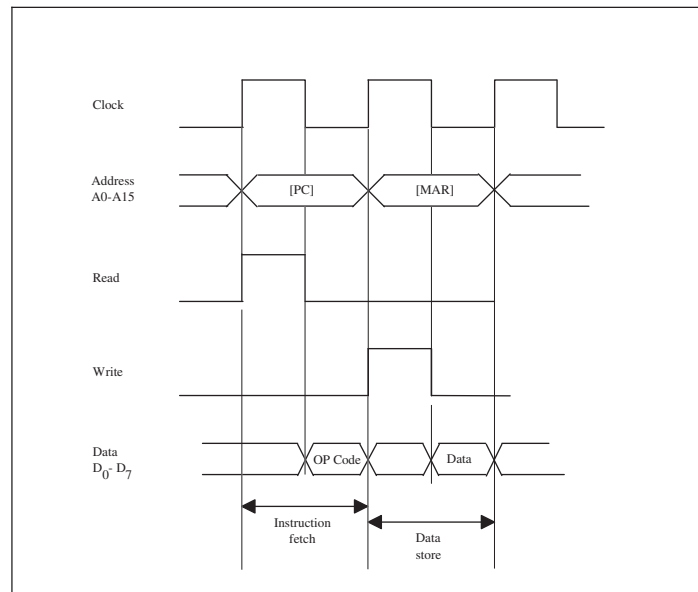 Clock
Address
A0-A15
[PC]
[MAR]
Read
Write
Data
D0- D7
OP Code
Data
Instruction
fetch
Data
store